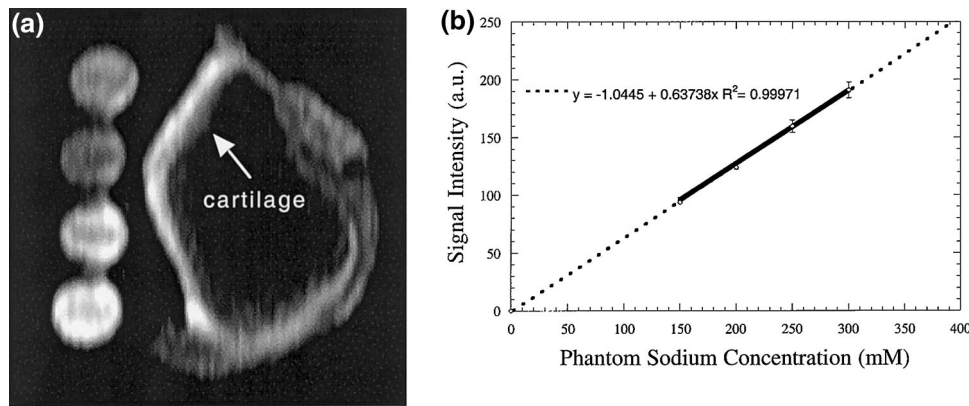 (a)
cartilage
(b)
250
200
150
100
50
0
Signal Intensity (a.u.)
y = -1.0445 + 0.63738x R²= 0.99971
0 50 100 150 200 250 300 350 400
Phantom Sodium Concentration (mM)